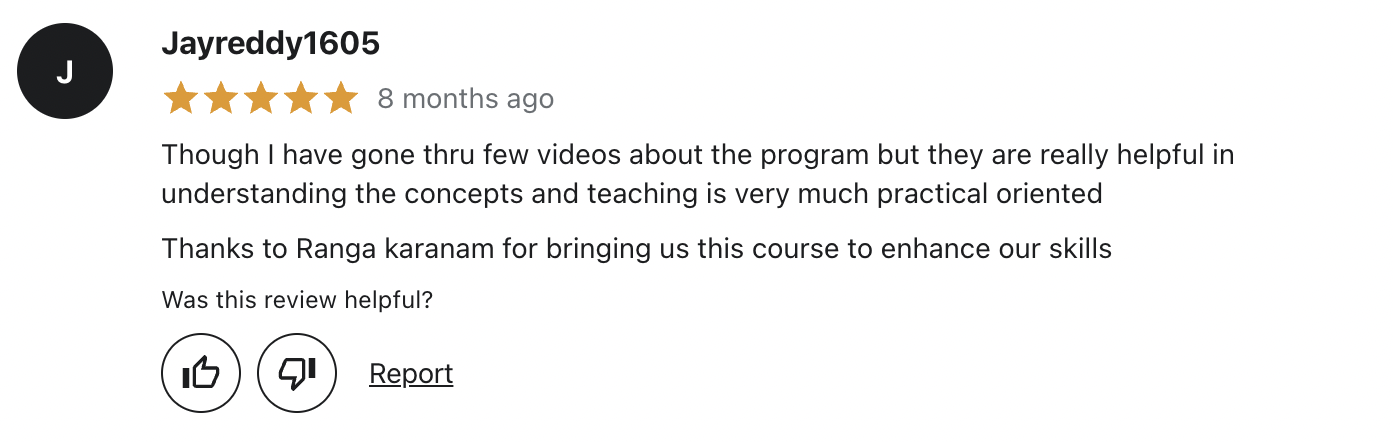 J
Jayreddy1605
8 months ago
Though I have gone thru few videos about the program but they are really helpful in
understanding the concepts and teaching is very much practical oriented
Thanks to Ranga karanam for bringing us this course to enhance our skills
Was this review helpful?
Report